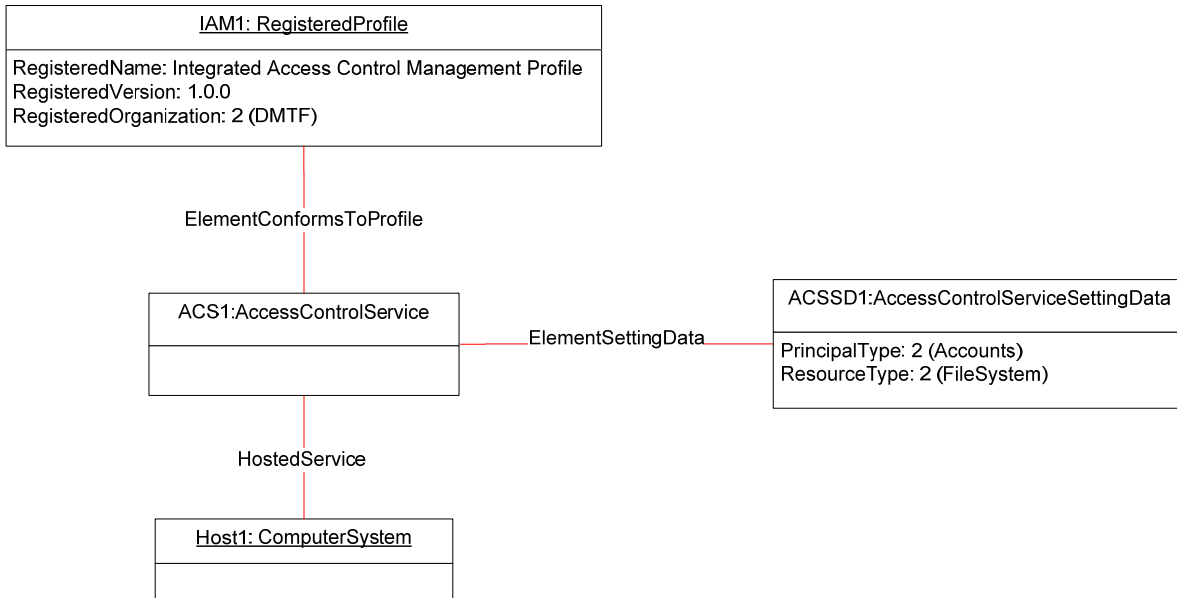 IAM1: RegisteredProfile
RegisteredName: Integrated Access Control Management Profile
RegisteredVersion: 1.0.0
RegisteredOrganization: 2 (DMTF)
ElementConformsToProfile
ACS1:AccessControlService
ElementSettingData
ACSSD1:AccessControlServiceSettingData
PrincipalType: 2 (Accounts)
ResourceType: 2 (FileSystem)
HostedService
Host1: ComputerSystem